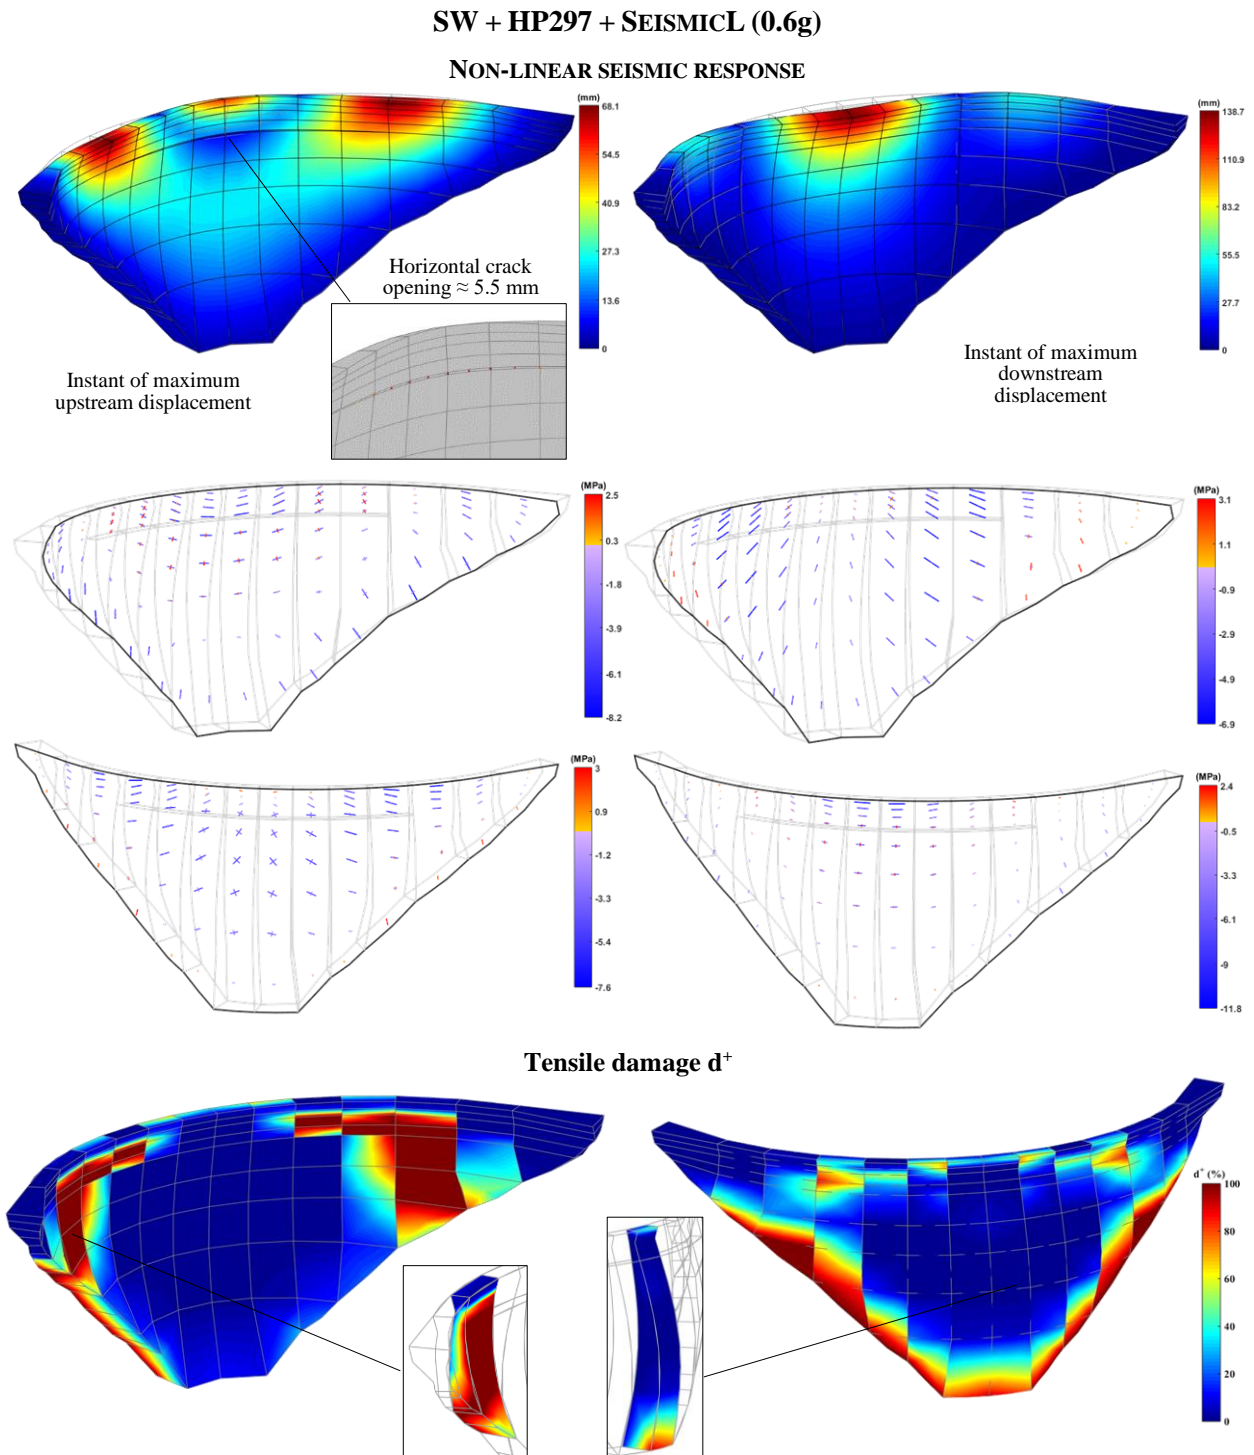 SW + HP297 + SEISMICL (0.6g)
NON-LINEAR SEISMIC RESPONSE
(mm)
68.1
54.5
40.9
27.3
13.6
0
(mm)
138.7
110.9
83.2
55.5
27.7
0
Horizontal crack
opening ≈ 5.5 mm
Instant of maximum
upstream displacement
Instant of maximum
downstream
displacement
(MPa)
2.5
0.3
-1.8
-3.9
-6.1
-8.2
(MPa)
3.1
1.1
-0.9
-2.9
-4.9
-6.9
(MPa)
3
0.9
-1.2
-3.3
-5.4
-7.6
(MPa)
2.4
-0.5
-3.3
-6.1
-9
-11.8
Tensile damage d⁺
d⁺ (%)
100
80
60
40
20
0